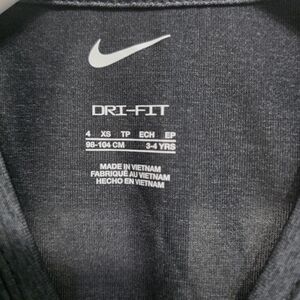 DRI-FIT
4 XS TP ECH EP
98-104 CM 3-4 YRS
MADE IN VIETNAM
FABRIQUÉ AU VIETNAM
HECHO EN VIETNAM